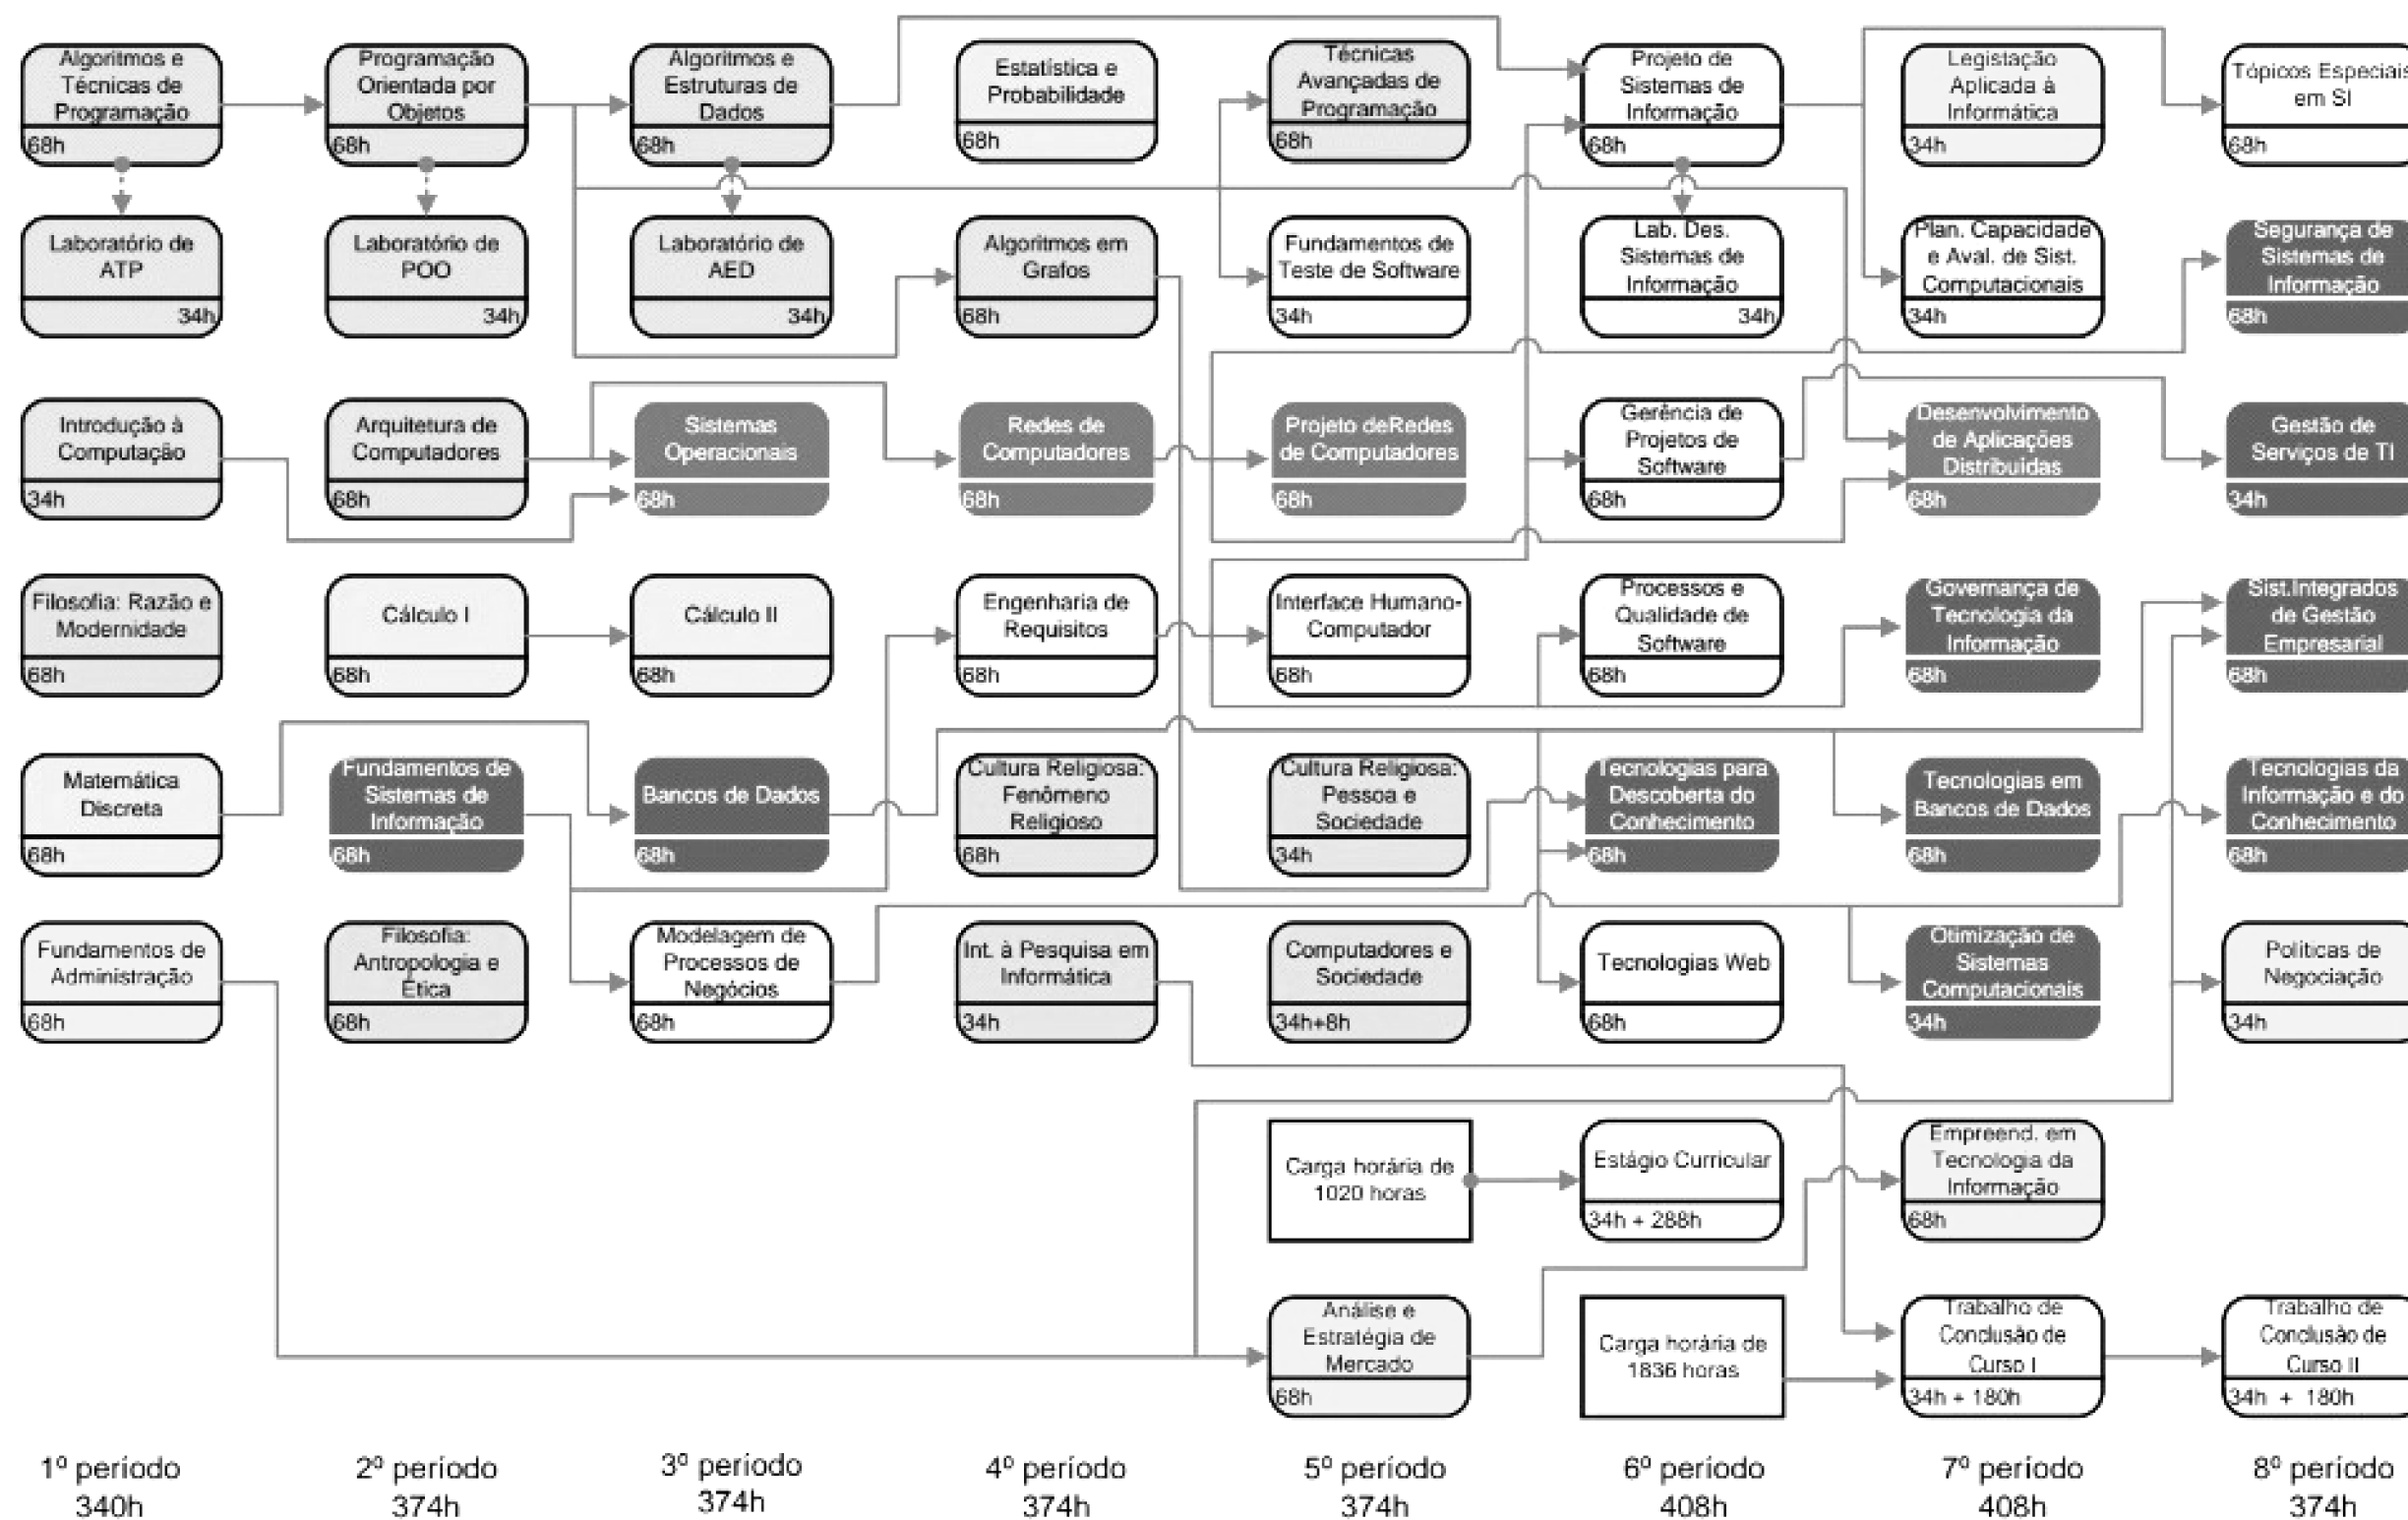 Algoritmos e
Técnicas de
Programação
68h
Programação
Orientada por
Objetos
68h
Algoritmos e
Estruturas de
Dados
68h
Estatística e
Probabilidade
68h
Técnicas
Avançadas de
Programação
68h
Projeto de
Sistemas de
Informação
68h
Legistação
Aplicada à
Informática
34h
Tópicos Especiais
em SI
68h
Laboratório de
ATP
34h
Laboratório de
POO
34h
Laboratório de
AED
34h
Algoritmos em
Grafos
68h
Fundamentos de
Teste de Software
34h
Lab. Des.
Sistemas de
Informação
34h
Plan. Capacidade
e Aval. de Sist.
Computacionais
34h
Segurança de
Sistemas de
Informação
68h
Introdução à
Computação
34h
Arquitetura de
Computadores
68h
Sistemas
Operacionais
68h
Redes de
Computadores
68h
Projeto deRedes
de Computadores
68h
Gerência de
Projetos de
Software
68h
Desenvolvimento
de Aplicações
Distribuídas
68h
Gestão de
Serviços de TI
34h
Filosofia: Razão e
Modernidade
68h
Cálculo I
68h
Cálculo II
68h
Engenharia de
Requisitos
68h
Interface Humano-
Computador
68h
Processos e
Qualidade de
Software
68h
Governança de
Tecnologia da
Informação
68h
Sist.Integrados
de Gestão
Empresarial
68h
Matemática
Discreta
68h
Fundamentos de
Sistemas de
Informação
68h
Bancos de Dados
68h
Cultura Religiosa:
Fenômeno
Religioso
68h
Cultura Religiosa:
Pessoa e
Sociedade
34h
Tecnologias para
Descoberta do
Conhecimento
68h
Tecnologias em
Bancos de Dados
68h
Tecnologias da
Informação e do
Conhecimento
68h
Fundamentos de
Administração
68h
Filosofia:
Antropologia e
Ética
68h
Modelagem de
Processos de
Negócios
68h
Int. à Pesquisa em
Informática
34h
Computadores e
Sociedade
34h+8h
Tecnologias Web
68h
Otimização de
Sistemas
Computacionais
34h
Políticas de
Negociação
34h
Carga horária de
1020 horas
Estágio Curricular
34h + 288h
Empreend. em
Tecnologia da
Informação
68h
Análise e
Estratégia de
Mercado
68h
Carga horária de
1836 horas
Trabalho de
Conclusão de
Curso I
34h + 180h
Trabalho de
Conclusão de
Curso II
34h + 180h
1º período
340h
2º período
374h
3º período
374h
4º período
374h
5º período
374h
6º período
408h
7º período
408h
8º período
374h